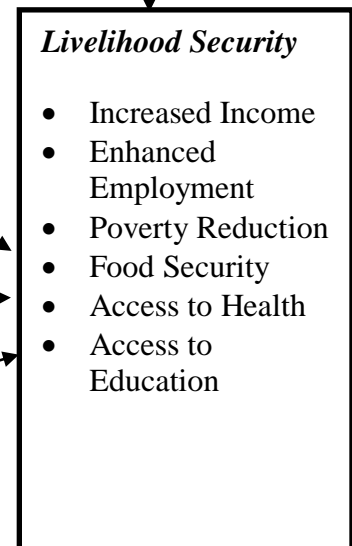 Livelihood Security
• Increased Income
• Enhanced
Employment
• Poverty Reduction
• Food Security
• Access to Health
• Access to
Education